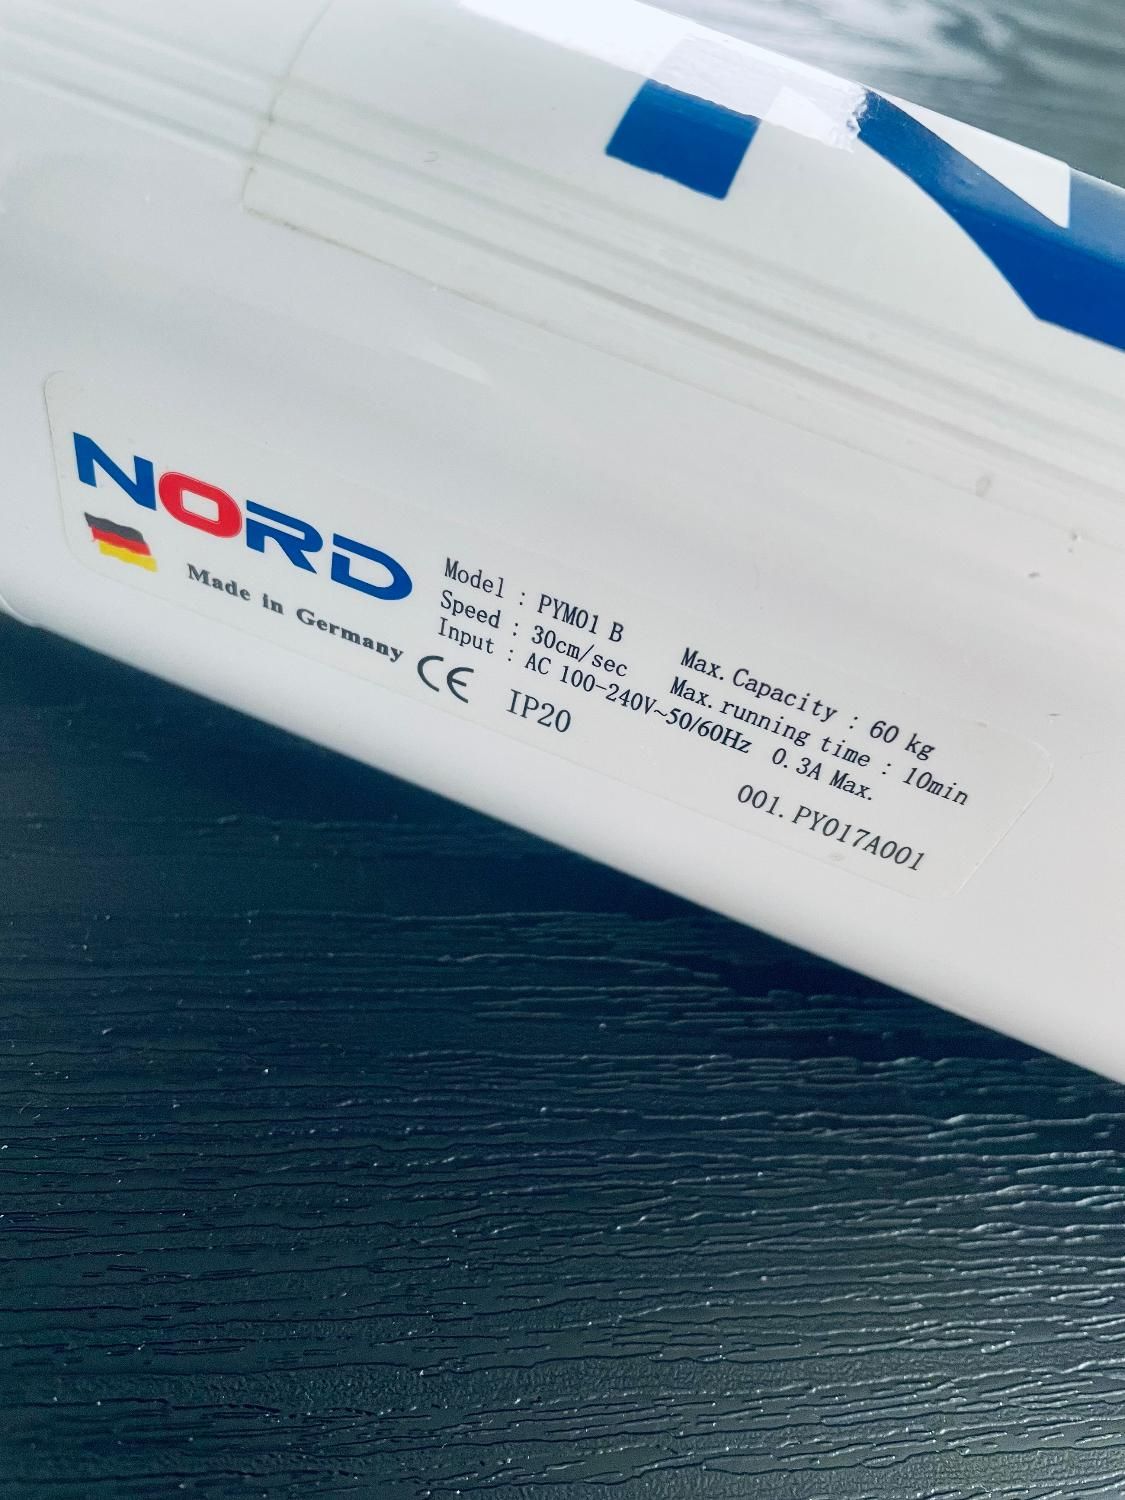 NORD
Made in Germany
Model : PYM01 B
Speed : 30cm/sec
Input : AC 100-240V~50/60Hz 0.3A Max.
Max. Capacity : 60 kg
Max. running time : 10min
CE IP20
001. PY017A001